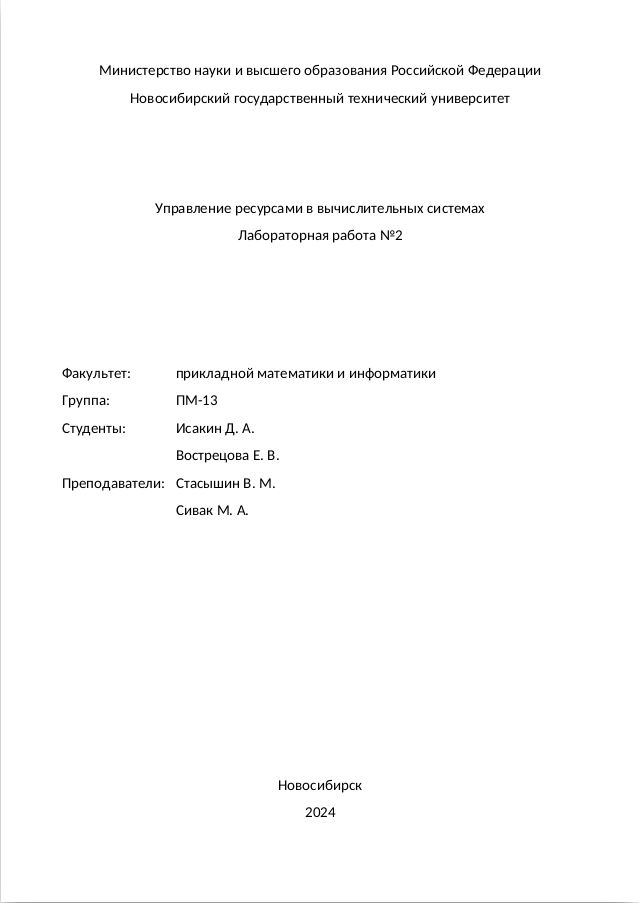 Министерство науки и высшего образования Российской Федерации
Новосибирский государственный технический университет
Управление ресурсами в вычислительных системах
Лабораторная работа №2
Факультет: прикладной математики и информатики
Группа: ПМ-13
Студенты: Исакин Д. А.
Вострецова Е. В.
Преподаватели: Стасышин В. М.
Сивак М. А.
Новосибирск
2024